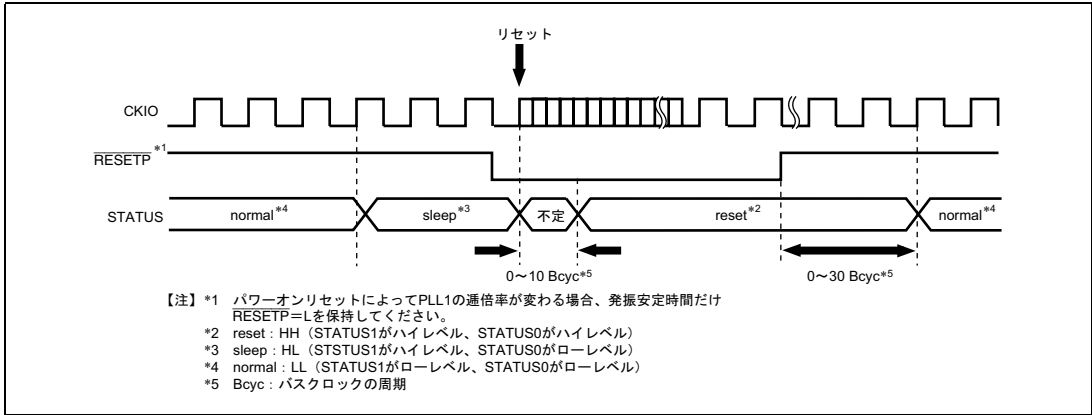 リセット
CKIO
RESETP *1
STATUS
normal*4
sleep*3
不定
reset*2
normal*4
0～10 Bcyc*5
0～30 Bcyc*5
【注】 *1 パワーオンリセットによってPLL1の逓倍率が変わる場合、発振安定時間だけ
RESETP＝Lを保持してください。
*2 reset：HH（STATUS1がハイレベル、STATUS0がハイレベル）
*3 sleep：HL（STSTUS1がハイレベル、STATUS0がローレベル）
*4 normal：LL（STATUS1がローレベル、STATUS0がローレベル）
*5 Bcyc：バスクロックの周期